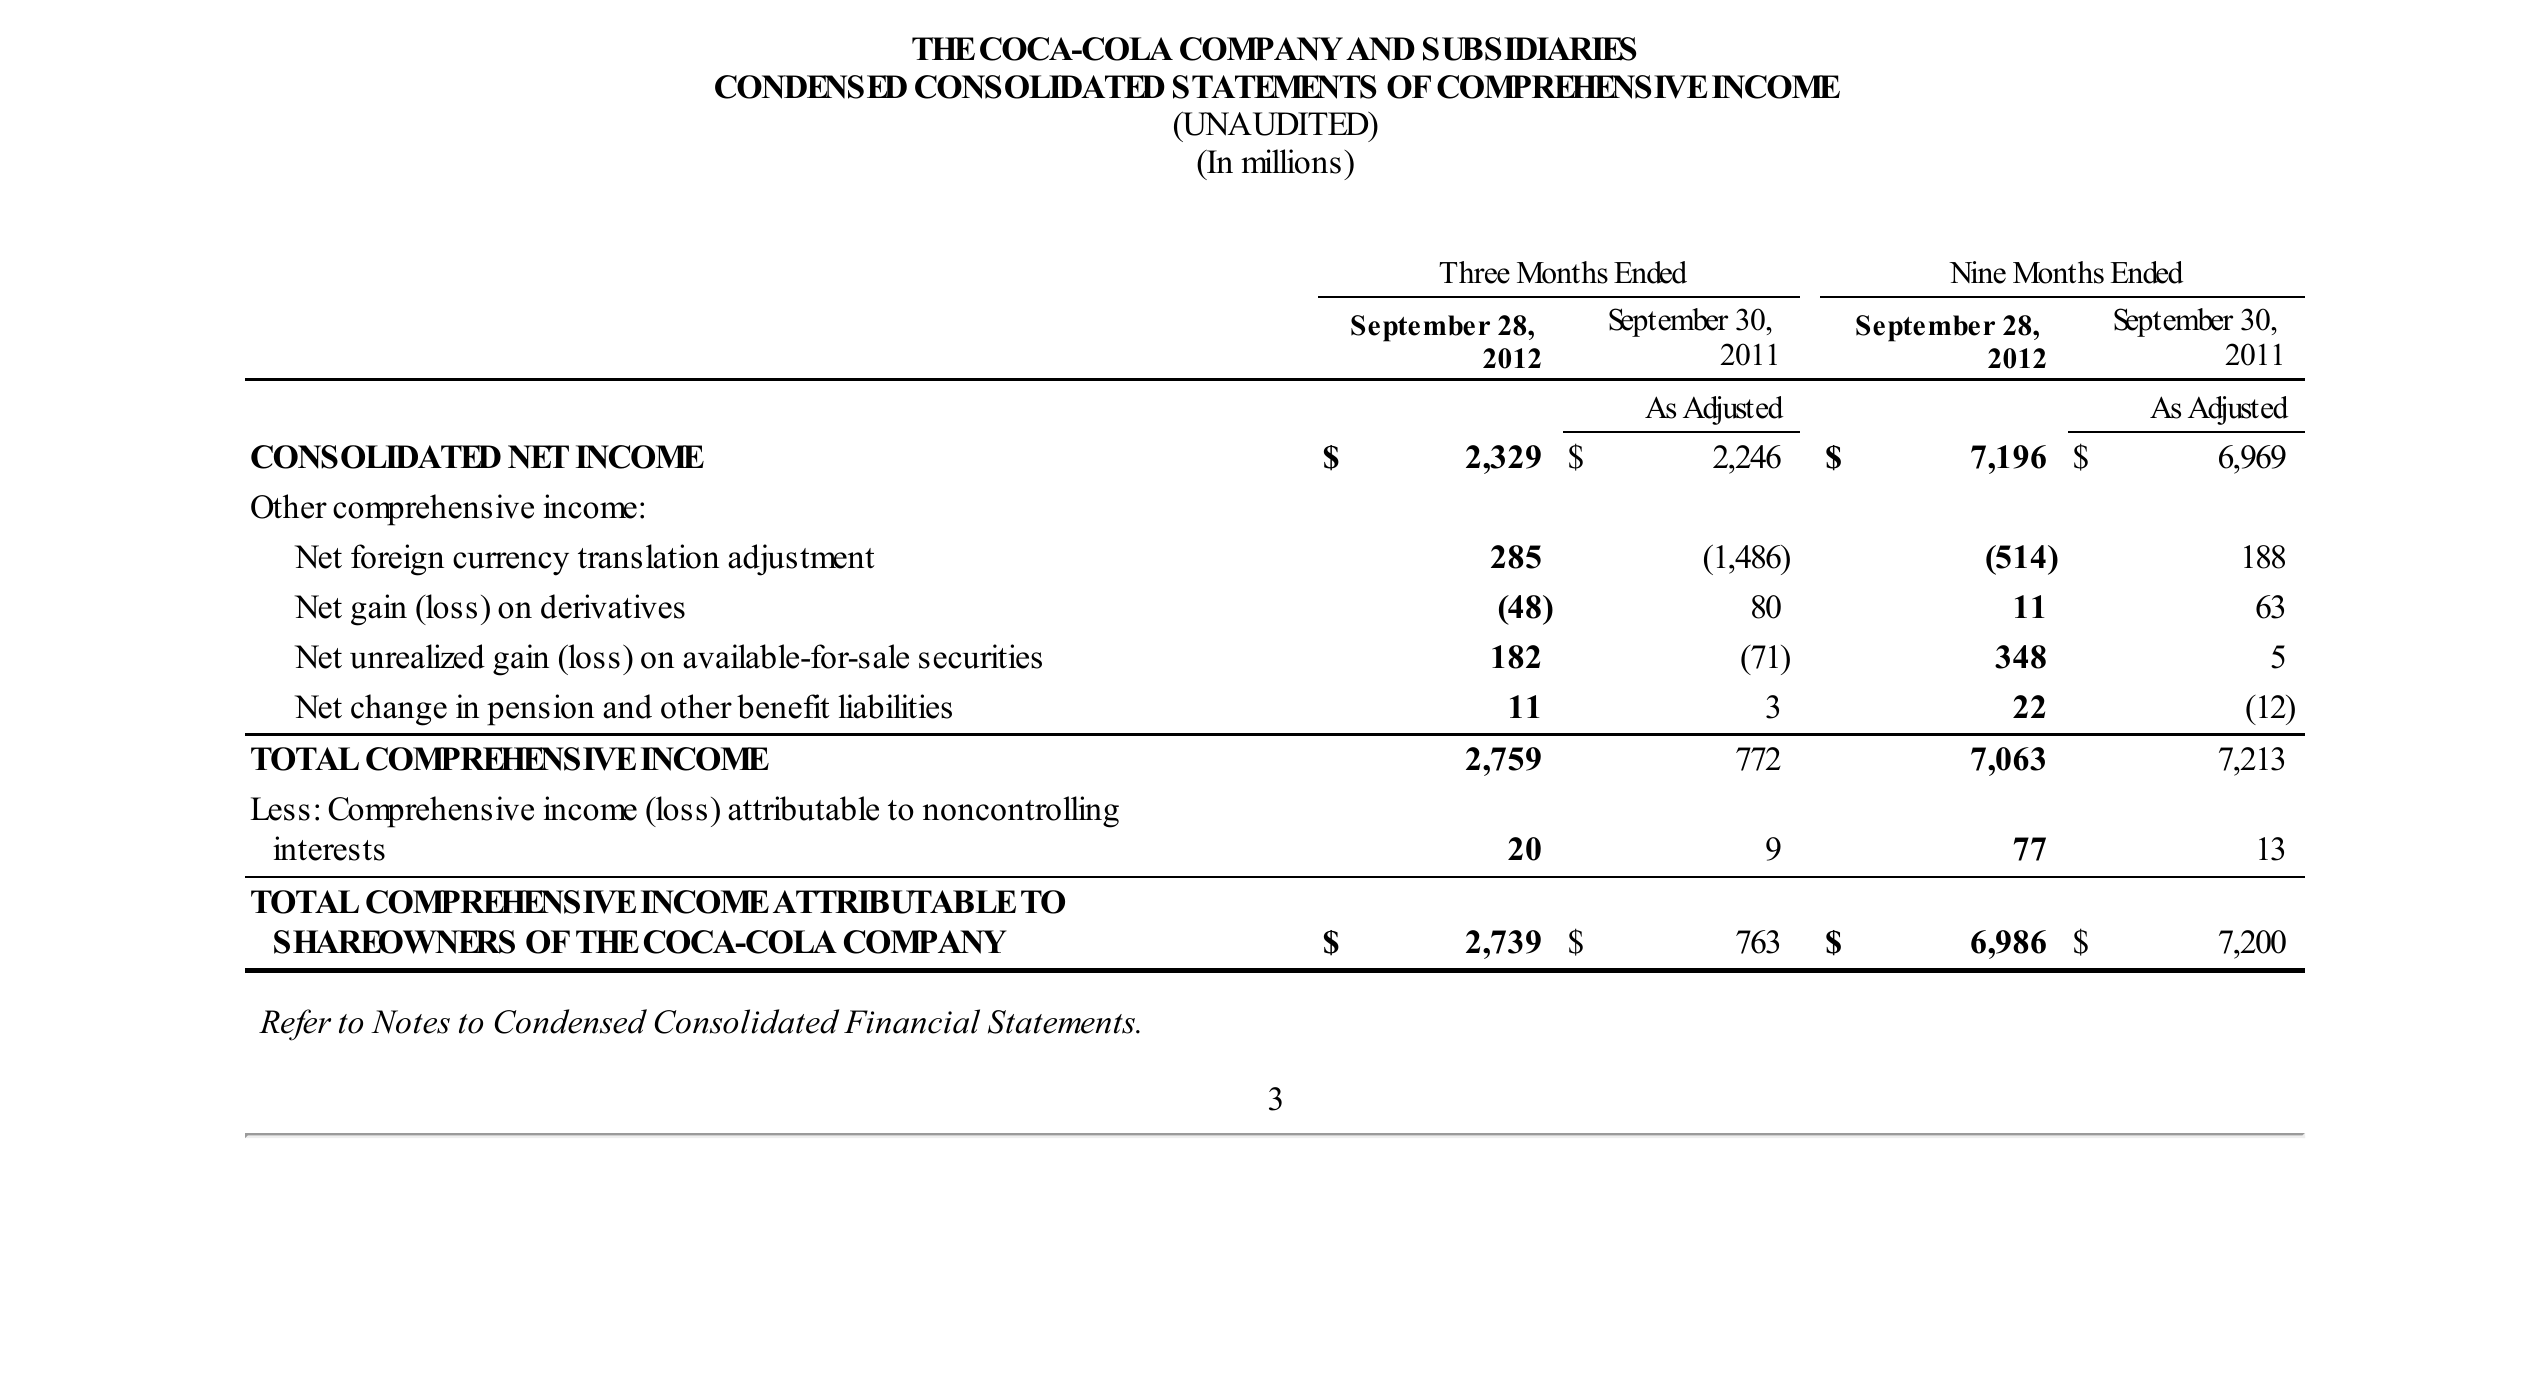 THE COCA-COLA COMPANY AND SUBSIDIARIES
CONDENSED CONSOLIDATED STATEMENTS OF COMPREHENSIVE INCOME
(UNAUDITED)
(In millions)
Three Months Ended Nine Months Ended
September 28, 2012 September 30, 2011 September 28, 2012 September 30, 2011
As Adjusted As Adjusted
CONSOLIDATED NET INCOME $ 2,329 $ 2,246 $ 7,196 $ 6,969
Other comprehensive income:
Net foreign currency translation adjustment 285 (1,486) (514) 188
Net gain (loss) on derivatives (48) 80 11 63
Net unrealized gain (loss) on available-for-sale securities 182 (71) 348 5
Net change in pension and other benefit liabilities 11 3 22 (12)
TOTAL COMPREHENSIVE INCOME 2,759 772 7,063 7,213
Less: Comprehensive income (loss) attributable to noncontrolling
interests 20 9 77 13
TOTAL COMPREHENSIVE INCOME ATTRIBUTABLE TO
SHAREOWNERS OF THE COCA-COLA COMPANY $ 2,739 $ 763 $ 6,986 $ 7,200
Refer to Notes to Condensed Consolidated Financial Statements.
3